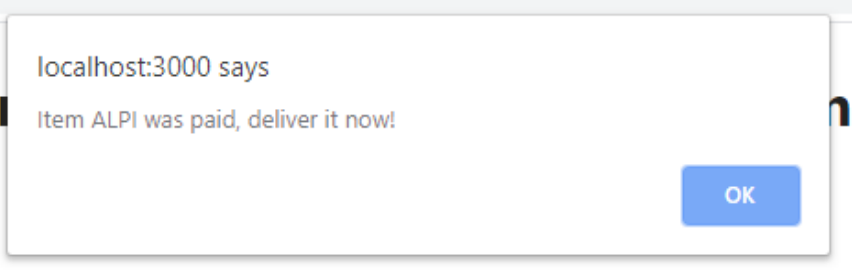 localhost:3000 says
Item ALPI was paid, deliver it now!
OK